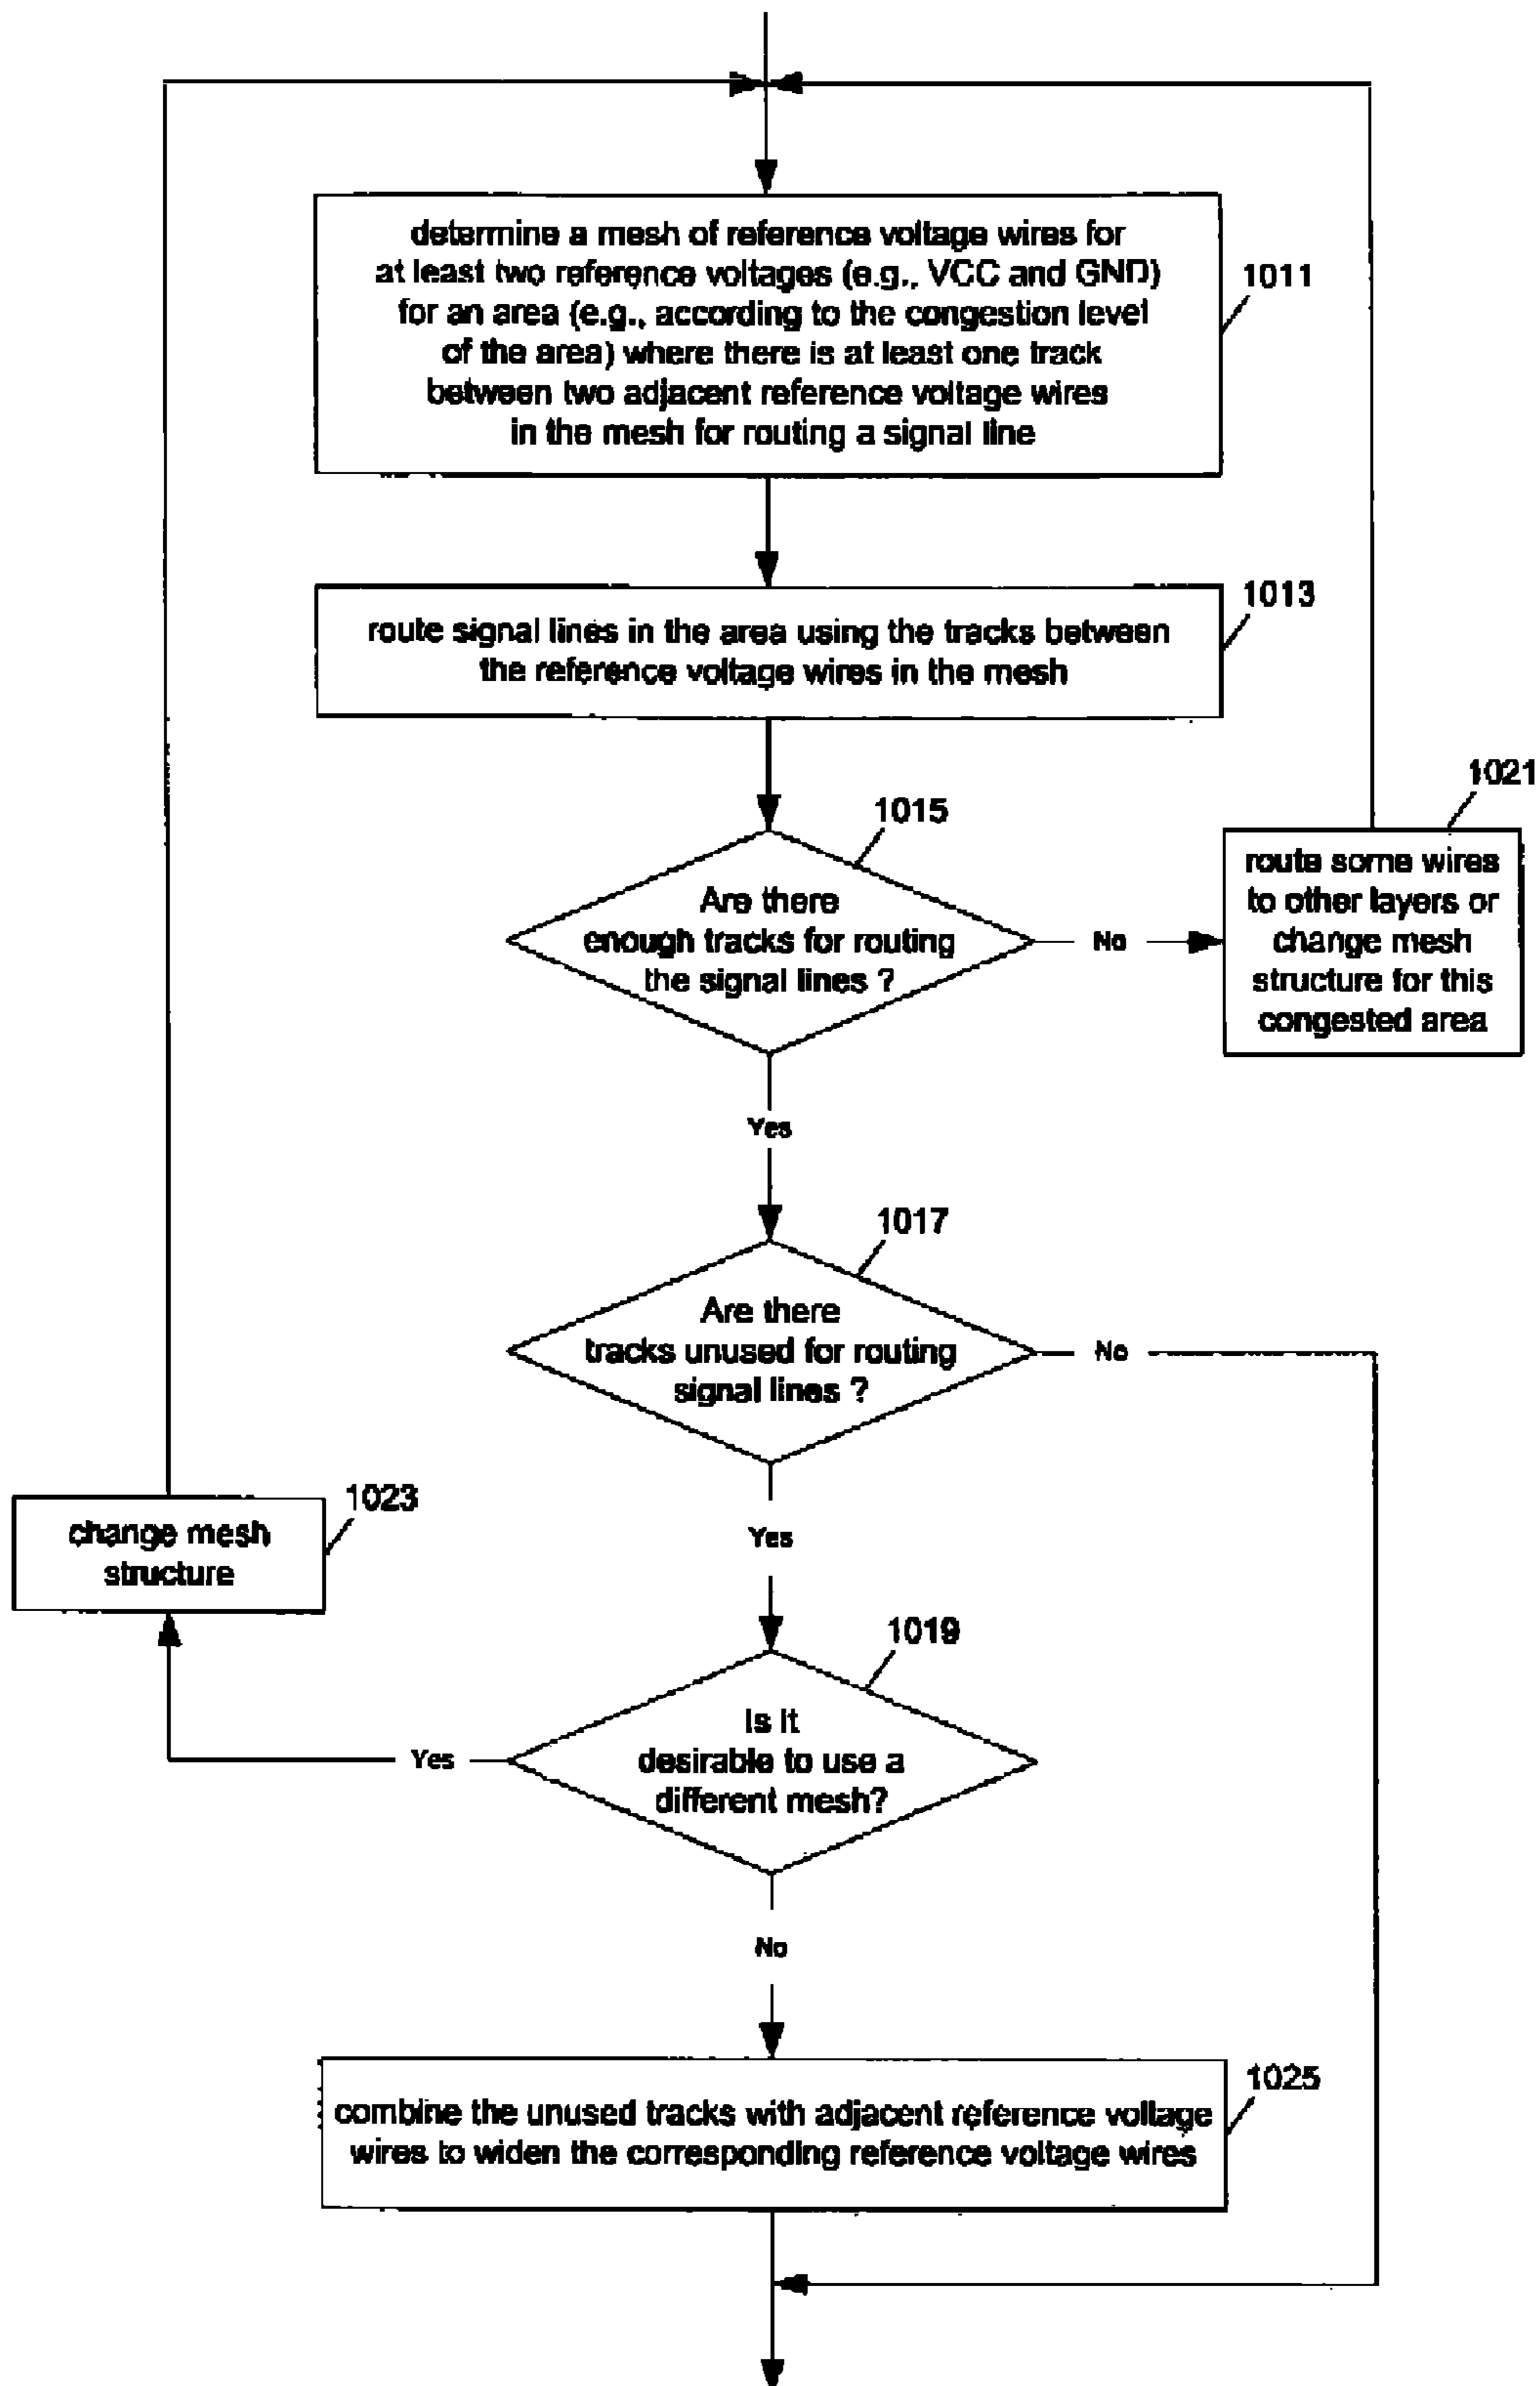 determine a mesh of reference voltage wires for
at least two reference voltages (e.g., VCC and GND)
for an area (e.g., according to the congestion level
of the area) where there is at least one track
between two adjacent reference voltage wires
in the mesh for routing a signal line
1011
route signal lines in the area using the tracks between
the reference voltage wires in the mesh
1013
1015
Are there
enough tracks for routing
the signal lines ?
No
1021
route some wires
to other layers or
change mesh
structure for this
congested area
Yes
1017
Are there
tracks unused for routing
signal lines ?
No
Yes
1023
change mesh
structure
1019
Is it
desirable to use a
different mesh?
Yes
No
1025
combine the unused tracks with adjacent reference voltage
wires to widen the corresponding reference voltage wires